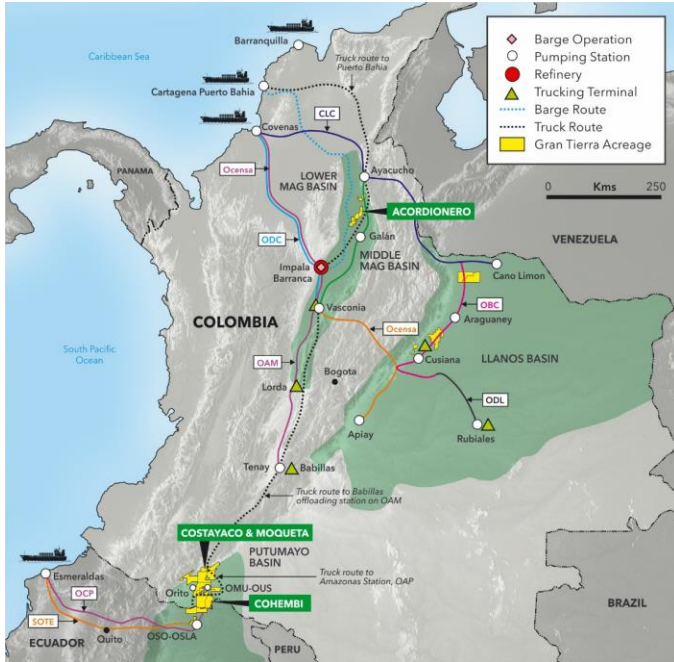 Caribbean Sea
Barranquilla
Truck route to
Puerto Bahia
Cartagena Puerto Bahia
Covenas
CLC
Barge Operation
Pumping Station
Refinery
Trucking Terminal
Barge Route
Truck Route
Gran Tierra Acreage
0 Kms 250
PANAMA
Ocensa
LOWER
MAG BASIN
Ayacucho
ACORDIONERO
Galán
ODC
MIDDLE
MAG BASIN
VENEZUELA
Impala
Barranca
Cano Limon
COLOMBIA
Vasconia
OBC
Araguaney
Ocensa
South Pacific
Ocean
LLANOS BASIN
OAM
Cusiana
Lorda
Bogota
ODL
Apiay
Rubiales
Tenay
Babillas
Truck route to Babillas
offloading station on OAM
COSTAYACO & MOQUETA
PUTUMAYO
BASIN
Truck route to
Amazonas Station, OAP
Esmeraldas
Orito
OMU-OUS
OCP
COHEMBI
SOTE
BRAZIL
ECUADOR
Quito
OSO-OSLA
PERU